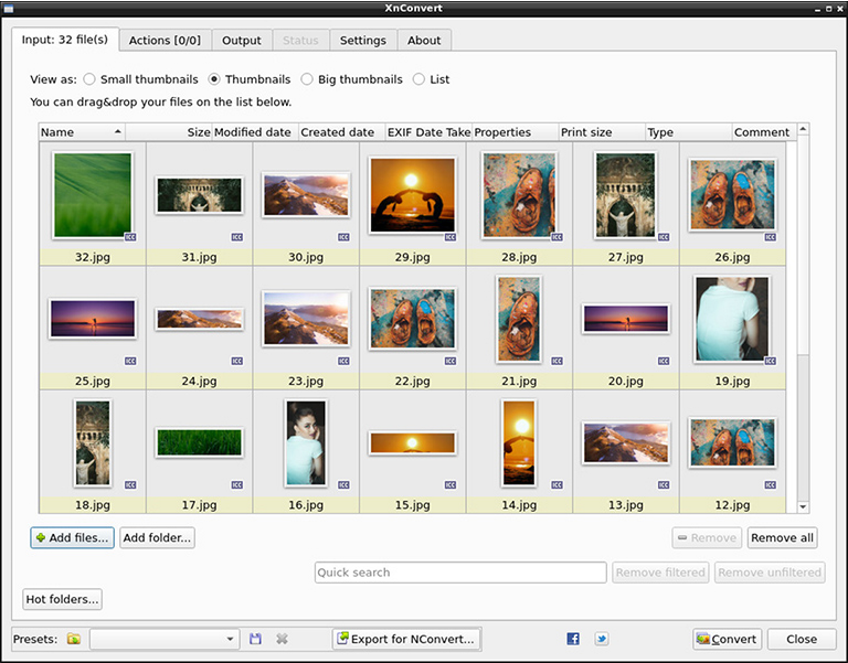 XnConvert
Input: 32 file(s) Actions [0/0] Output Status Settings About
View as: Small thumbnails Thumbnails Big thumbnails List
You can drag&drop your files on the list below.
Name Size Modified date Created date EXIF Date Take Properties Print size Type Comment
ICC ICC ICC ICC ICC ICC ICC
32.jpg 31.jpg 30.jpg 29.jpg 28.jpg 27.jpg 26.jpg
ICC ICC ICC ICC ICC ICC ICC
25.jpg 24.jpg 23.jpg 22.jpg 21.jpg 20.jpg 19.jpg
ICC ICC ICC ICC ICC ICC ICC
18.jpg 17.jpg 16.jpg 15.jpg 14.jpg 13.jpg 12.jpg
Add files... Add folder... Remove Remove all
Quick search Remove filtered Remove unfiltered
Hot folders...
Presets: Export for NConvert... Convert Close